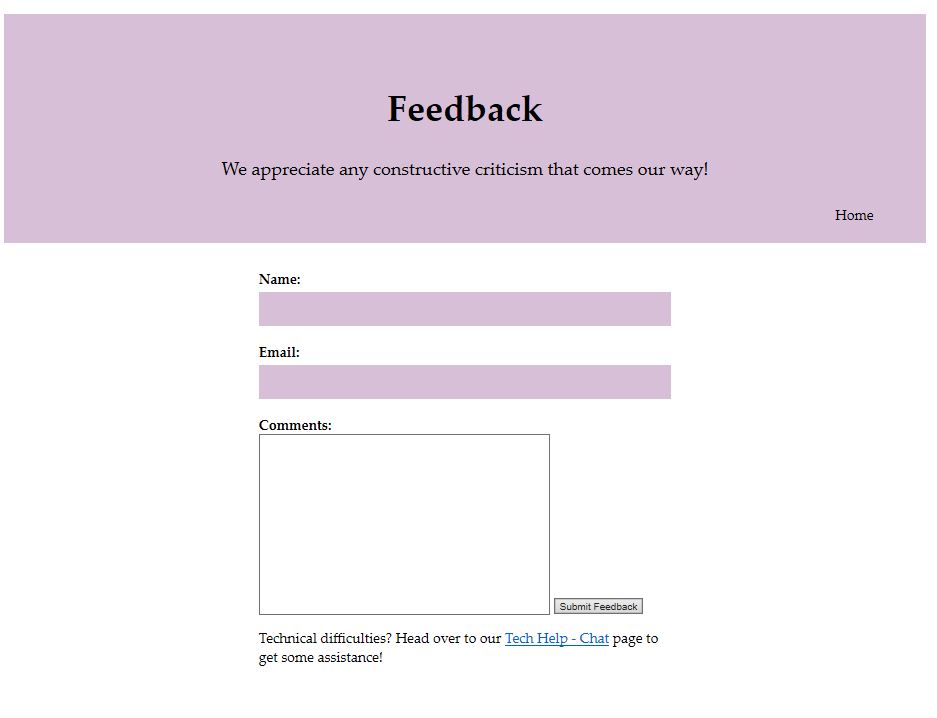 Feedback
We appreciate any constructive criticism that comes our way!
Home
Name:
Email:
Comments:
Submit Feedback
Technical difficulties? Head over to our Tech Help - Chat page to
get some assistance!